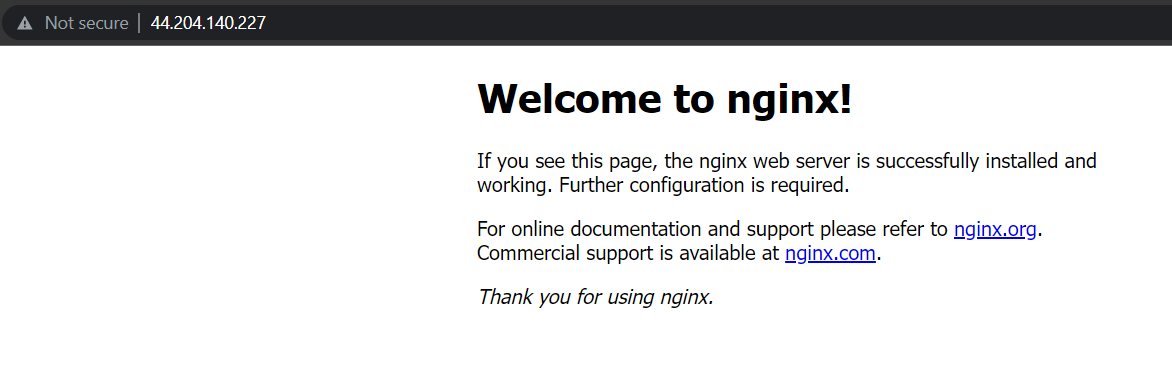 Not secure | 44.204.140.227
Welcome to nginx!
If you see this page, the nginx web server is successfully installed and
working. Further configuration is required.
For online documentation and support please refer to nginx.org.
Commercial support is available at nginx.com.
Thank you for using nginx.